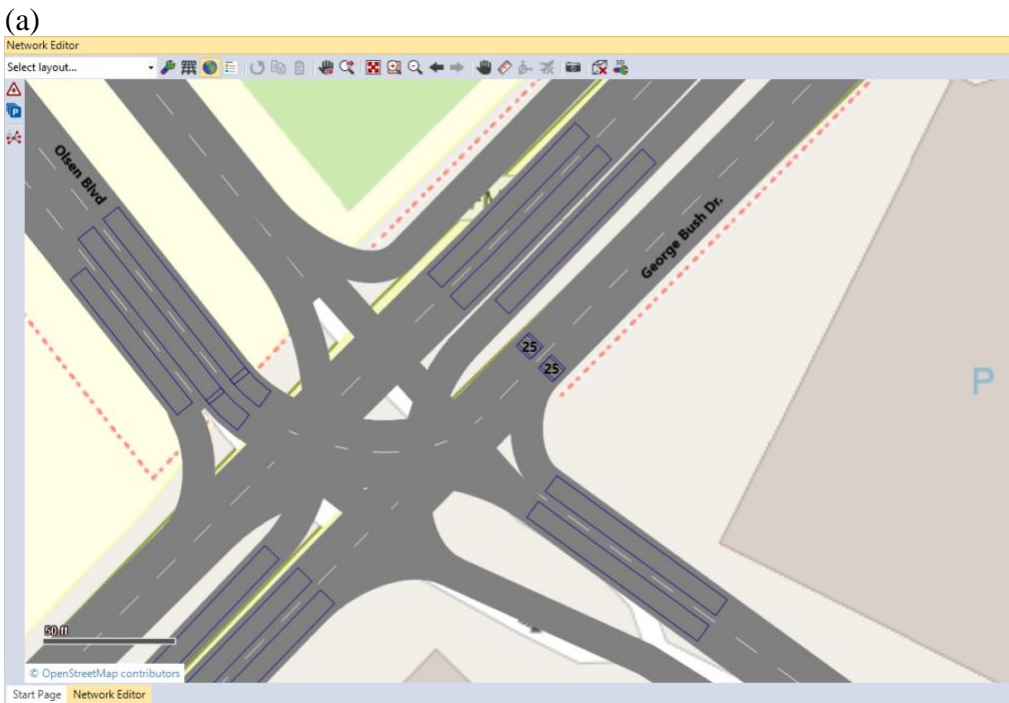 (a)
Network Editor
Select layout...
Olsen Blvd
George Bush Dr.
25
25
P
50 ft
© OpenStreetMap contributors
Start Page Network Editor